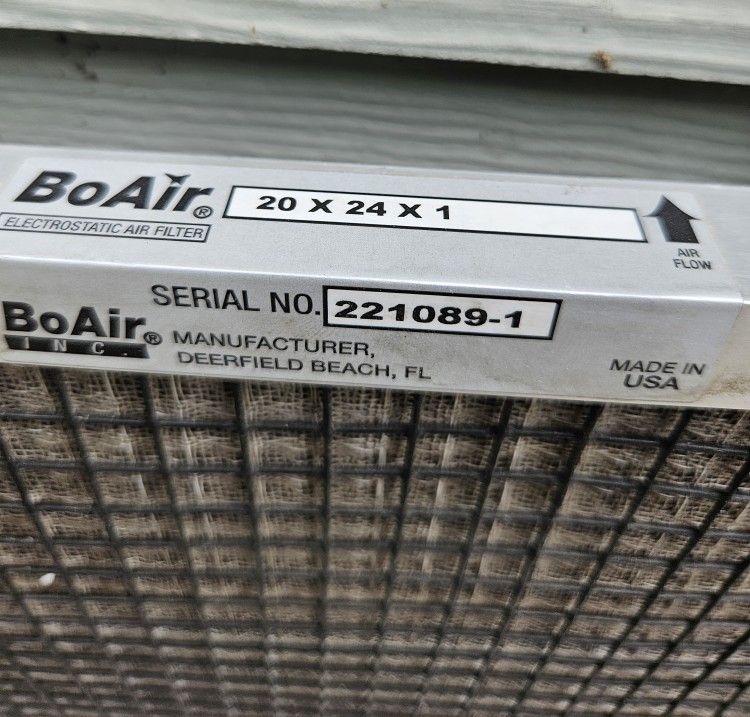 BoAir® 20 X 24 X 1
ELECTROSTATIC AIR FILTER
AIR
FLOW
SERIAL NO. 221089-1
BoAir®
INC.
MANUFACTURER,
DEERFIELD BEACH, FL
MADE IN
USA